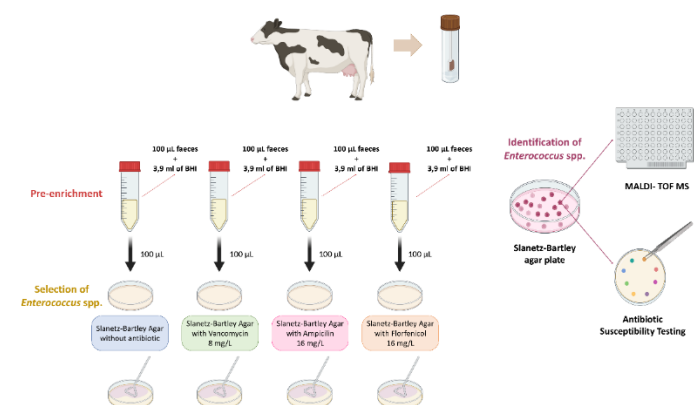 100 µL faeces
+
3,9 ml of BHI
100 µL faeces
+
3,9 ml of BHI
100 µL faeces
+
3,9 ml of BHI
100 µL faeces
+
3,9 ml of BHI
Pre-enrichment
100 µL
100 µL
100 µL
100 µL
Selection of
Enterococcus spp.
Slanetz-Bartley Agar
without antibiotic
Slanetz-Bartley Agar
with Vancomycin
8 mg/L
Slanetz-Bartley Agar
with Ampicilin
16 mg/L
Slanetz-Bartley Agar
with Florfenicol
16 mg/L
Identification of
Enterococcus spp.
MALDI- TOF MS
Slanetz-Bartley
agar plate
Antibiotic
Susceptibility Testing